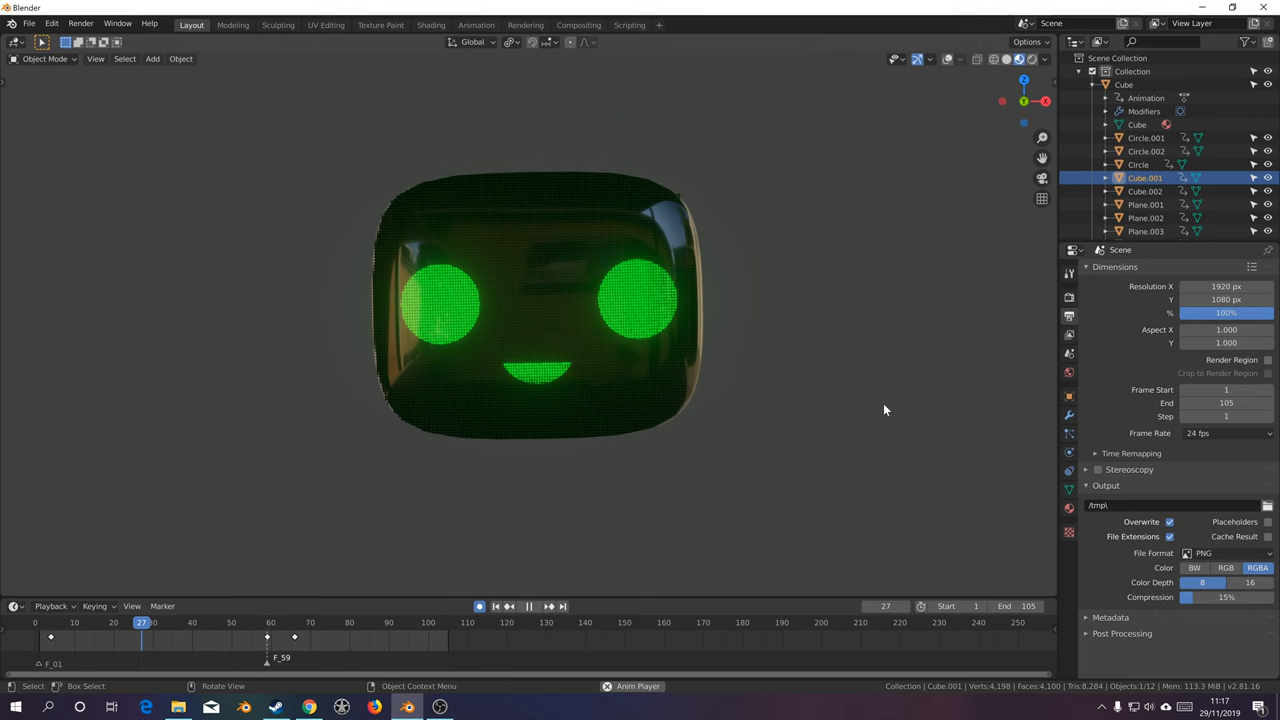 Blender
File Edit Render Window Help Layout Modeling Sculpting UV Editing Texture Paint Shading Animation Rendering Compositing Scripting + Scene View Layer
Global Options
Object Mode View Select Add Object
Z
Y
X
Scene Collection
Collection
Cube
Animation
Modifiers
Cube
Circle.001
Circle.002
Circle
Cube.001
Cube.002
Plane.001
Plane.002
Plane.003
Scene
Dimensions
Resolution X 1920 px
Y 1080 px
% 100%
Aspect X 1.000
Y 1.000
Render Region
Crop to Render Region
Frame Start 1
End 105
Step 1
Frame Rate 24 fps
Time Remapping
Stereoscopy
Output
/tmp\
Overwrite Placeholders
File Extensions Cache Result
File Format PNG
Color BW RGB RGBA
Color Depth 8 16
Compression 15%
Metadata
Post Processing
Playback Keying View Marker 27 Start 1 End 105
0 10 20 27 40 50 60 70 80 90 100 110 120 130 140 150 160 170 180 190 200 210 220 230 240 250
F_59
F_01
Select Box Select Rotate View Object Context Menu Anim Player Collection | Cube.001 | Verts:4,198 | Faces:4,100 | Tris:8,284 | Objects:1/12 | Mem: 113.3 MiB | v2.81.16
11:17
29/11/2019